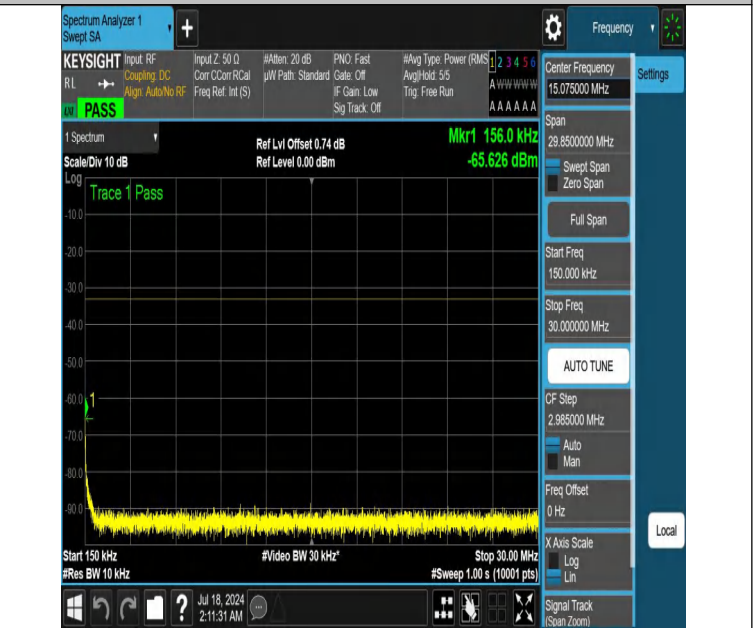 Spectrum Analyzer 1
Swept SA
+
Frequency
KEYSIGHT
RL
PASS
Input: RF
Coupling: DC
Align: Auto/No RF
Input Z: 50 Ω
Corr CCorr RCal
Freq Ref: Int (S)
#Atten: 20 dB
µW Path: Standard
PNO: Fast
Gate: Off
IF Gain: Low
Sig Track: Off
#Avg Type: Power (RMS
Avg|Hold: 5/5
Trig: Free Run
1 2 3 4 5 6
A W W W W W
A A A A A A
1 Spectrum
Scale/Div 10 dB
Ref Lvl Offset 0.74 dB
Ref Level 0.00 dBm
Mkr1 156.0 kHz
-65.626 dBm
Log
Trace 1 Pass
-10.0
-20.0
-30.0
-40.0
-50.0
-60.0
1
-70.0
-80.0
-90.0
Start 150 kHz
#Video BW 30 kHz*
Stop 30.00 MHz
#Res BW 10 kHz
#Sweep 1.00 s (10001 pts)
?
Jul 18, 2024
2:11:31 AM
Center Frequency
15.075000 MHz
Settings
Span
29.8500000 MHz
Swept Span
Zero Span
Full Span
Start Freq
150.000 kHz
Stop Freq
30.000000 MHz
AUTO TUNE
CF Step
2.985000 MHz
Auto
Man
Freq Offset
0 Hz
X Axis Scale
Log
Lin
Local
Signal Track
(Span Zoom)